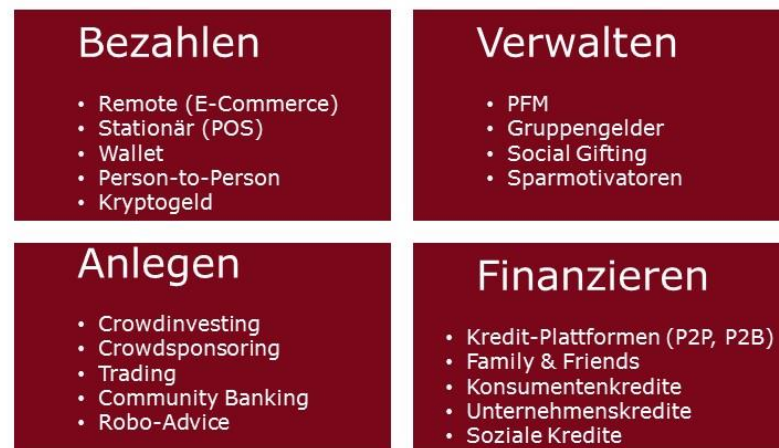 Bezahlen
• Remote (E-Commerce)
• Stationär (POS)
• Wallet
• Person-to-Person
• Kryptogeld
Verwalten
• PFM
• Gruppengelder
• Social Gifting
• Sparmotivatoren
Anlegen
• Crowdinvesting
• Crowdsponsoring
• Trading
• Community Banking
• Robo-Advice
Finanzieren
• Kredit-Plattformen (P2P, P2B)
• Family & Friends
• Konsumentenkredite
• Unternehmenskredite
• Soziale Kredite